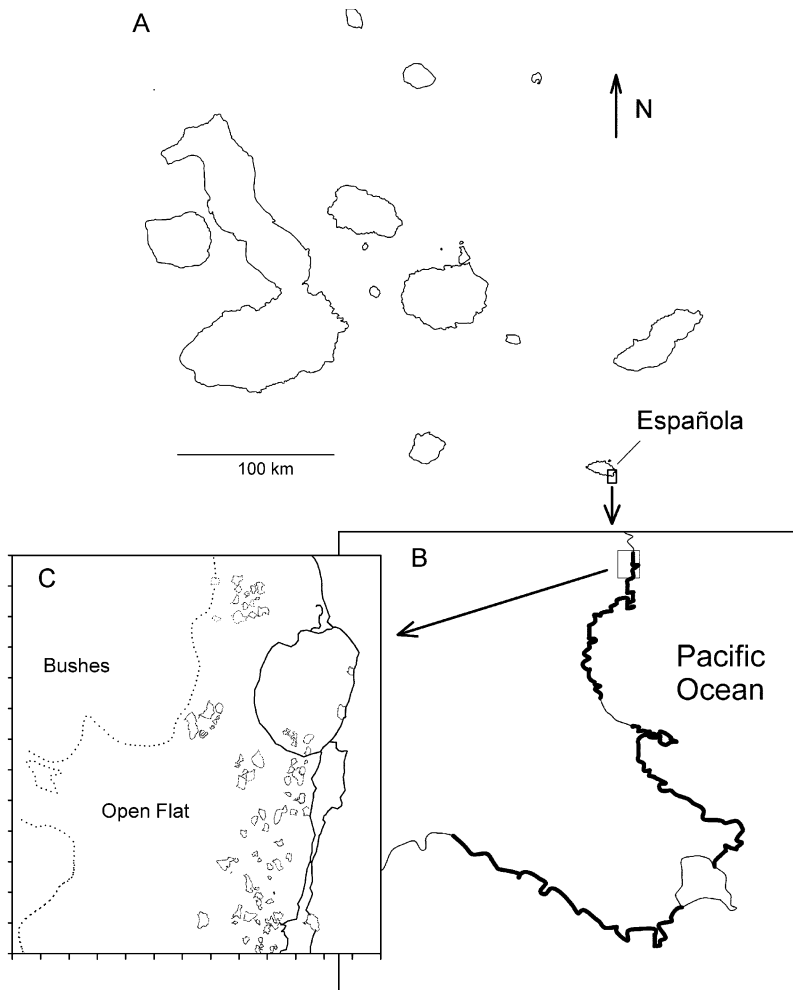 A
N
Española
100 km
B
C
Bushes
Pacific
Ocean
Open Flat